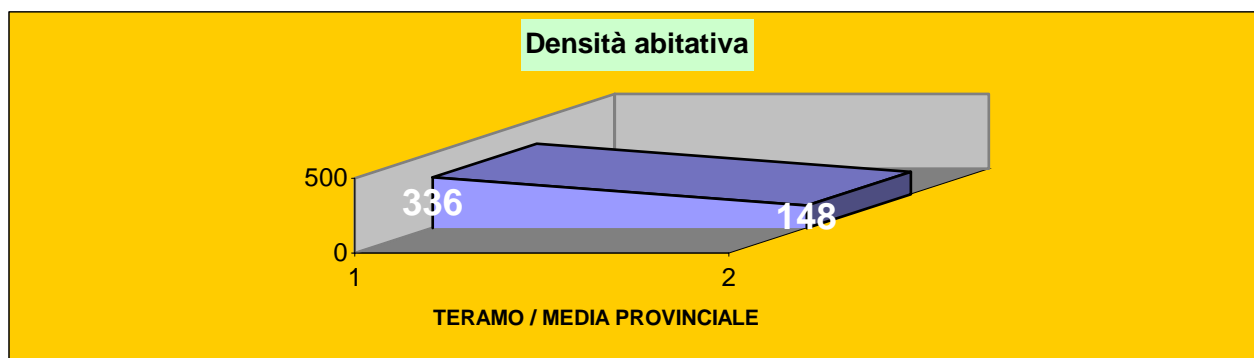 Densità abitativa
500
336
148
0
1 2
TERAMO / MEDIA PROVINCIALE